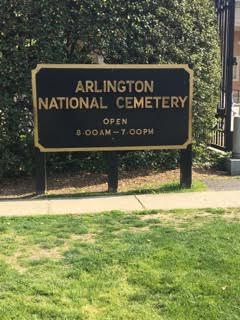 ARLINGTON
NATIONAL CEMETERY
OPEN
8:00AM-7:00PM